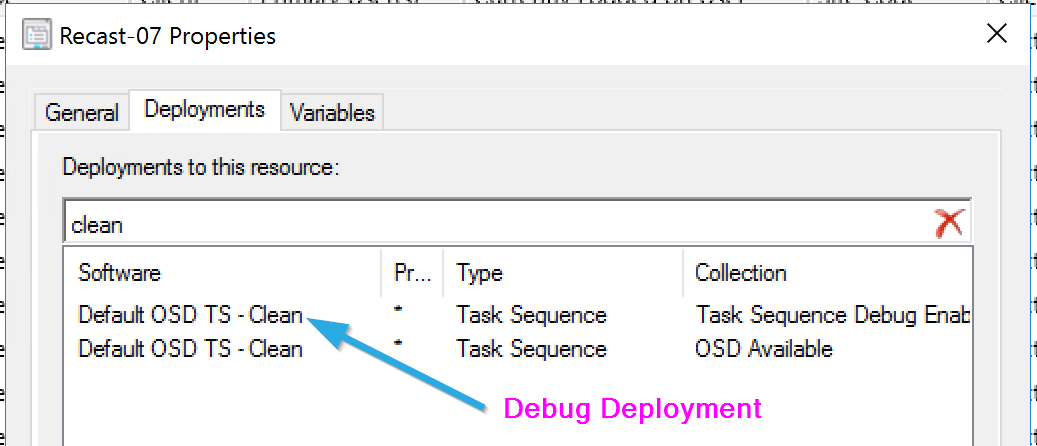 Recast-07 Properties
General Deployments Variables
Deployments to this resource:
clean
Software Pr... Type Collection
Default OSD TS - Clean * Task Sequence Task Sequence Debug Enab
Default OSD TS - Clean * Task Sequence OSD Available
Debug Deployment